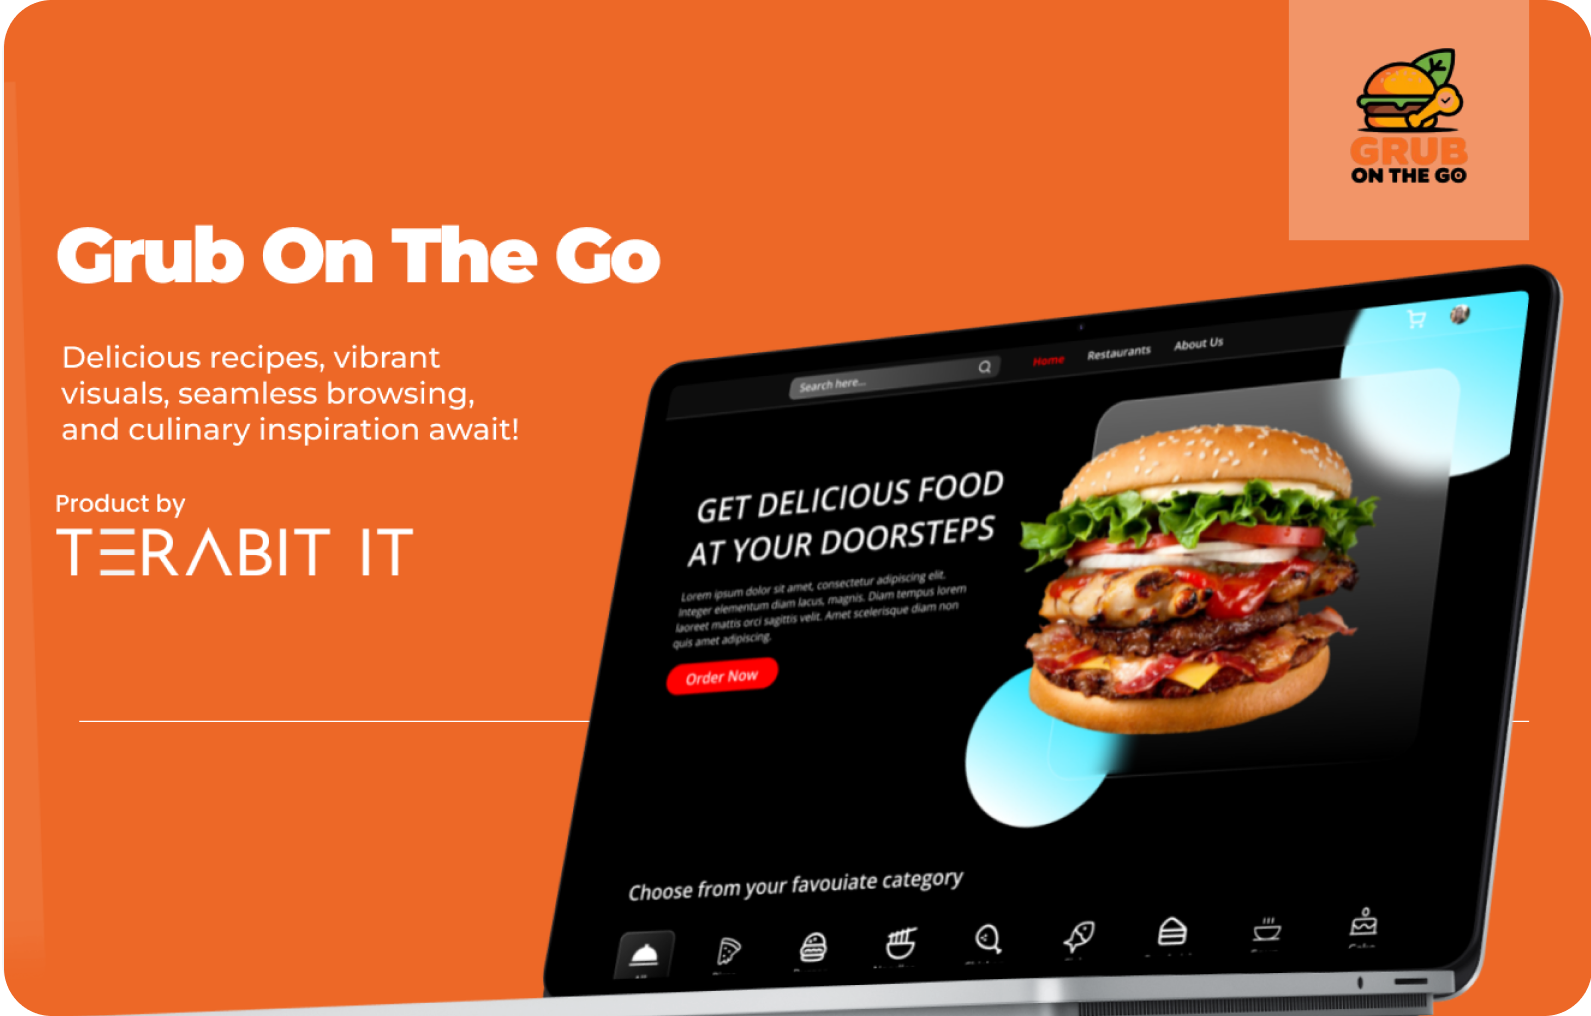 GRUB
ON THE GO
Grub On The Go
Delicious recipes, vibrant
visuals, seamless browsing,
and culinary inspiration await!
Product by
TERABIT IT
Search here...
Home
Restaurants
About Us
GET DELICIOUS FOOD
AT YOUR DOORSTEPS
Lorem ipsum dolor sit amet, consectetur adipiscing elit.
Integer elementum diam lacus, magnis. Diam tempus lorem
laoreet mattis orci sagittis velit. Amet scelerisque diam non
quis amet adipiscing.
Order Now
Choose from your favouiate category